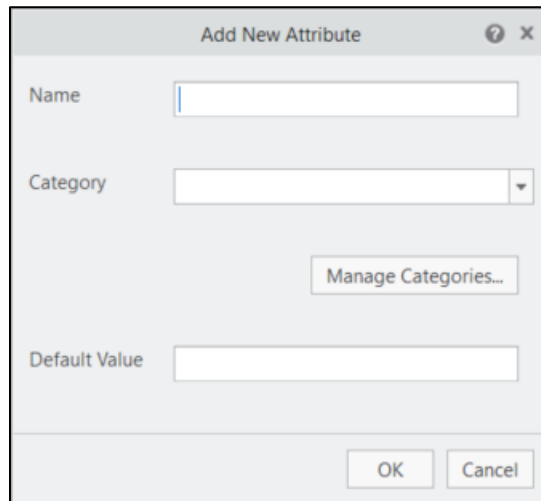 Add New Attribute
Name
Category
Manage Categories...
Default Value
OK Cancel